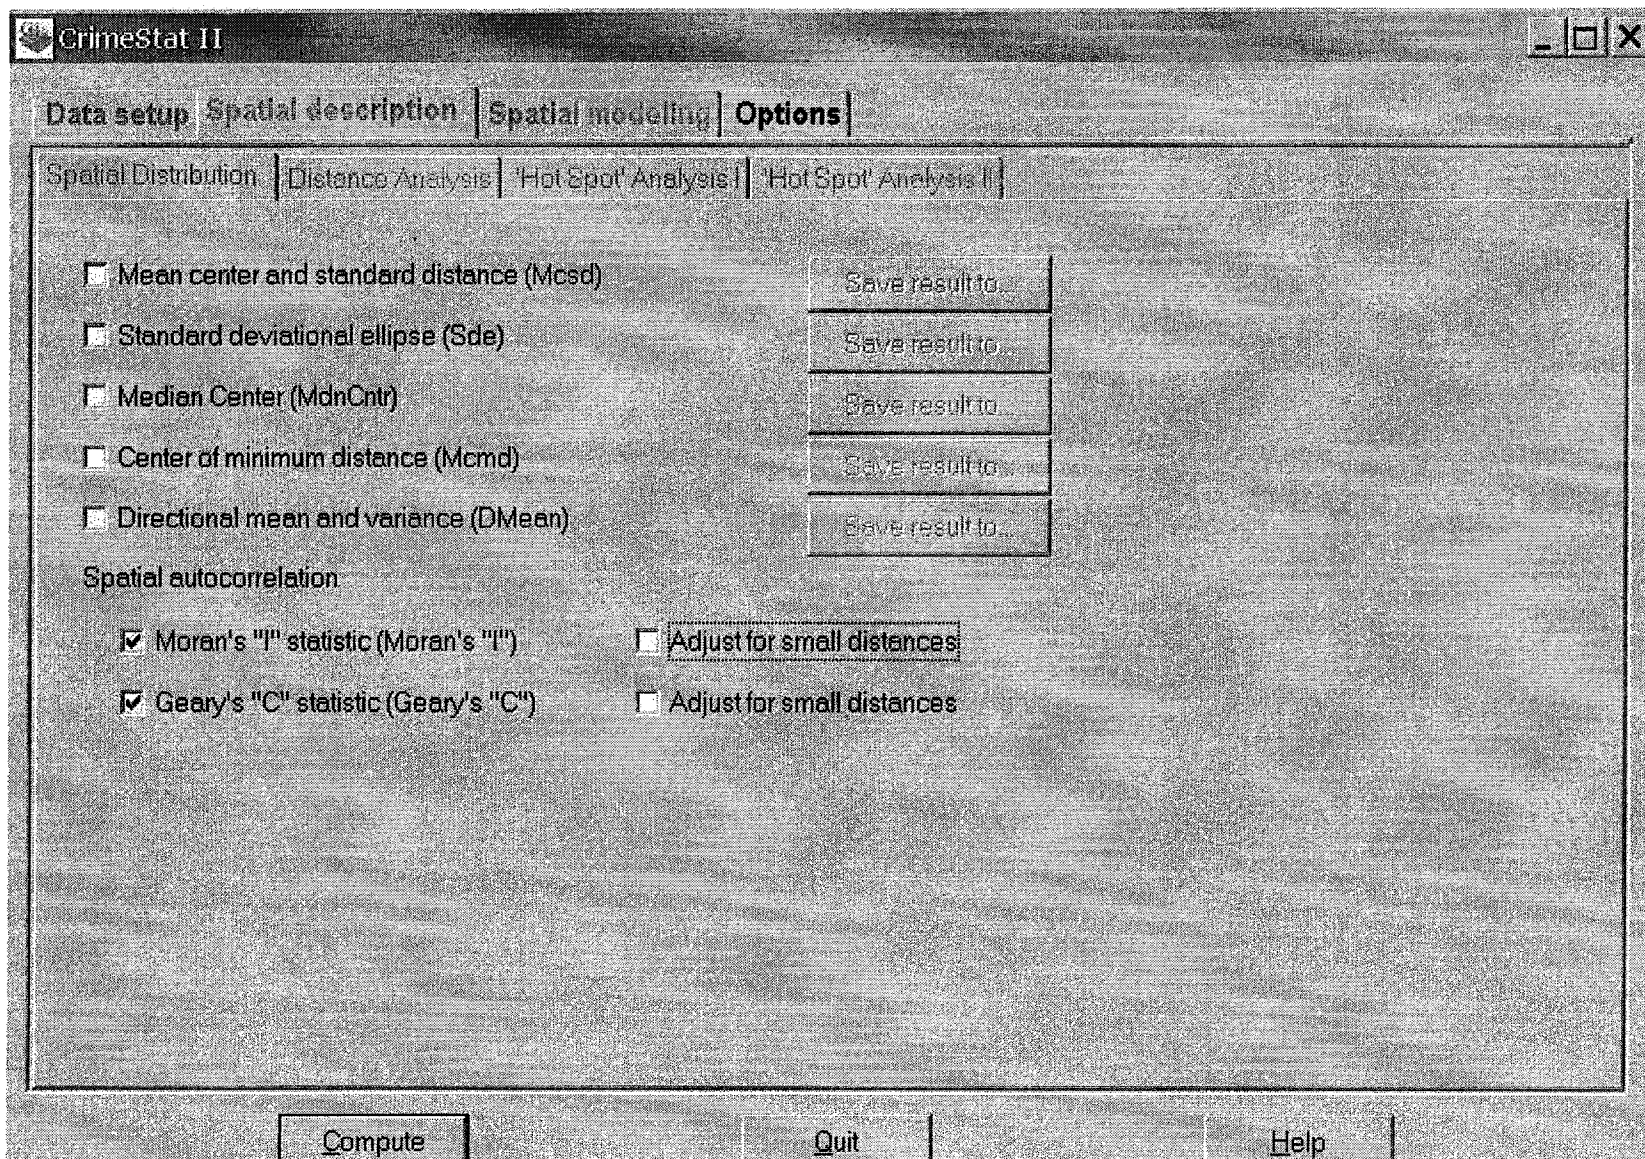 CrimeStat II
Data setup Spatial description Spatial modeling Options
Spatial Distribution Distance Analysis 'Hot Spot' Analysis I 'Hot Spot' Analysis II
Mean center and standard distance (Mcsd) Save result to...
Standard deviational ellipse (Sde) Save result to...
Median Center (MdnCntr) Save result to...
Center of minimum distance (Mcmd) Save result to...
Directional mean and variance (DMean) Save result to...
Spatial autocorrelation
Moran's "I" statistic (Moran's "I") Adjust for small distances
Geary's "C" statistic (Geary's "C") Adjust for small distances
Compute Quit Help